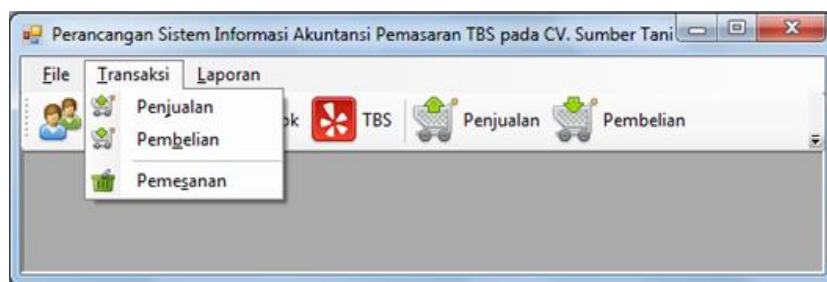 Perancangan Sistem Informasi Akuntansi Pemasaran TBS pada CV. Sumber Tani
File Transaksi Laporan
Penjualan
Pembelian
Pemesanan
TBS Penjualan Pembelian